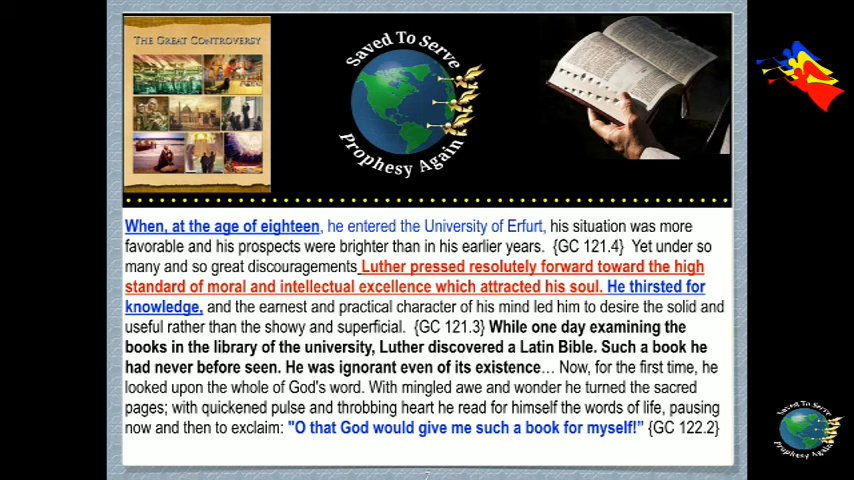 THE GREAT CONTROVERSY
Saved To Serve
Prophesy Again
When, at the age of eighteen, he entered the University of Erfurt, his situation was more
favorable and his prospects were brighter than in his earlier years. {GC 121.4} Yet under so
many and so great discouragements Luther pressed resolutely forward toward the high
standard of moral and intellectual excellence which attracted his soul. He thirsted for
knowledge, and the earnest and practical character of his mind led him to desire the solid and
useful rather than the showy and superficial. {GC 121.3} While one day examining the
books in the library of the university, Luther discovered a Latin Bible. Such a book he
had never before seen. He was ignorant even of its existence… Now, for the first time, he
looked upon the whole of God's word. With mingled awe and wonder he turned the sacred
pages; with quickened pulse and throbbing heart he read for himself the words of life, pausing
now and then to exclaim: "O that God would give me such a book for myself!" {GC 122.2}
Saved To Serve
Prophesy Again